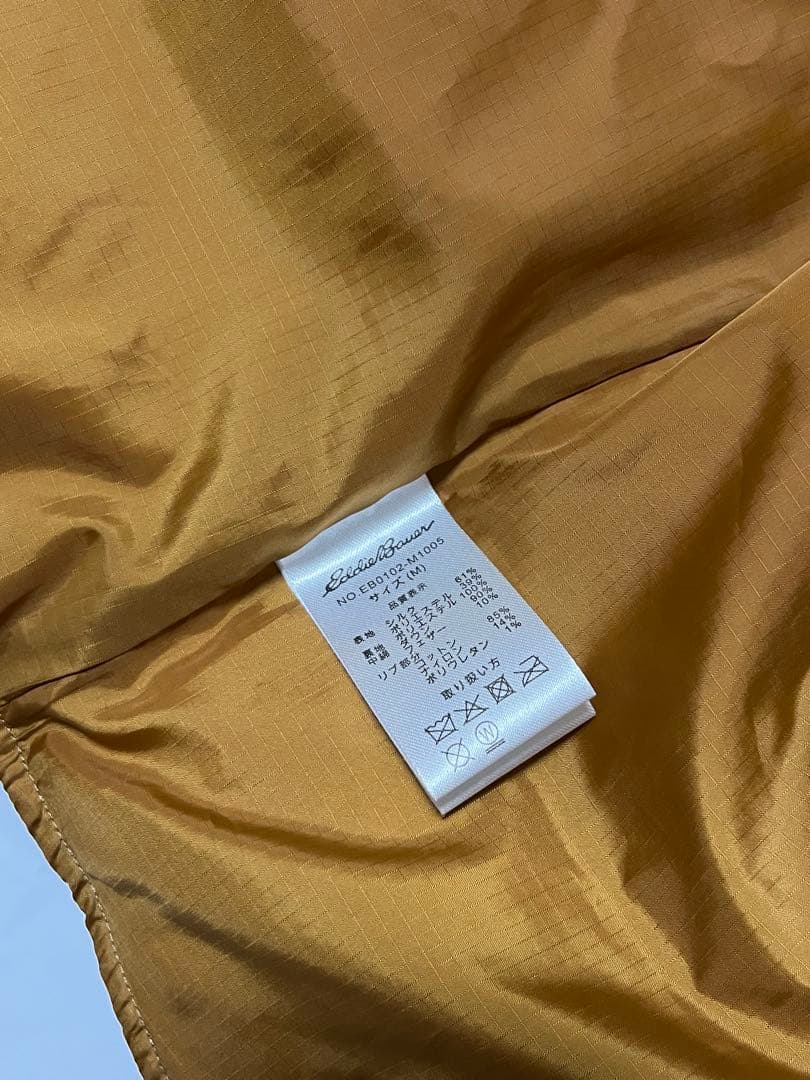 Eddie Bauer
NO.EB0102-M1005
サイズ (M)
品質表示
表地 シルク 61%
ポリエステル 39%
裏地 ポリエステル 100%
中綿 ダウン 90%
フェザー 10%
リブ部分 コットン 85%
ナイロン 14%
ポリウレタン 1%
取り扱い方
W